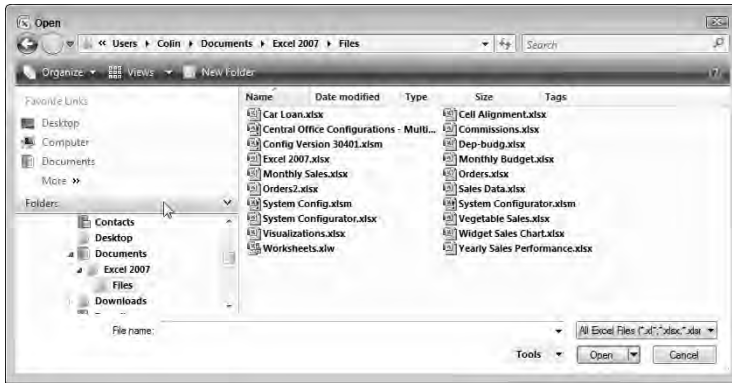 Open
« Users Colin Documents Excel 2007 Files Search
Organize Views New Folder
Favorite Links
Desktop
Computer
Documents
More »
Folders
Contacts
Desktop
Documents
Excel 2007
Files
Downloads
Name Date modified Type Size Tags
Car Loan.xlsx Cell Alignment.xlsx
Central Office Configurations - Multi... Commissions.xlsx
Config Version 30401.xlsm Dep-budg.xlsx
Excel 2007.xlsx Monthly Budget.xlsx
Monthly Sales.xlsx Orders.xlsx
Orders2.xlsx Sales Data.xlsx
System Config.xlsm System Configurator.xlsm
System Configurator.xlsx Vegetable Sales.xlsx
Visualizations.xlsx Widget Sales Chart.xlsx
Worksheets.xlw Yearly Sales Performance.xlsx
File name: All Excel Files
Tools Open Cancel